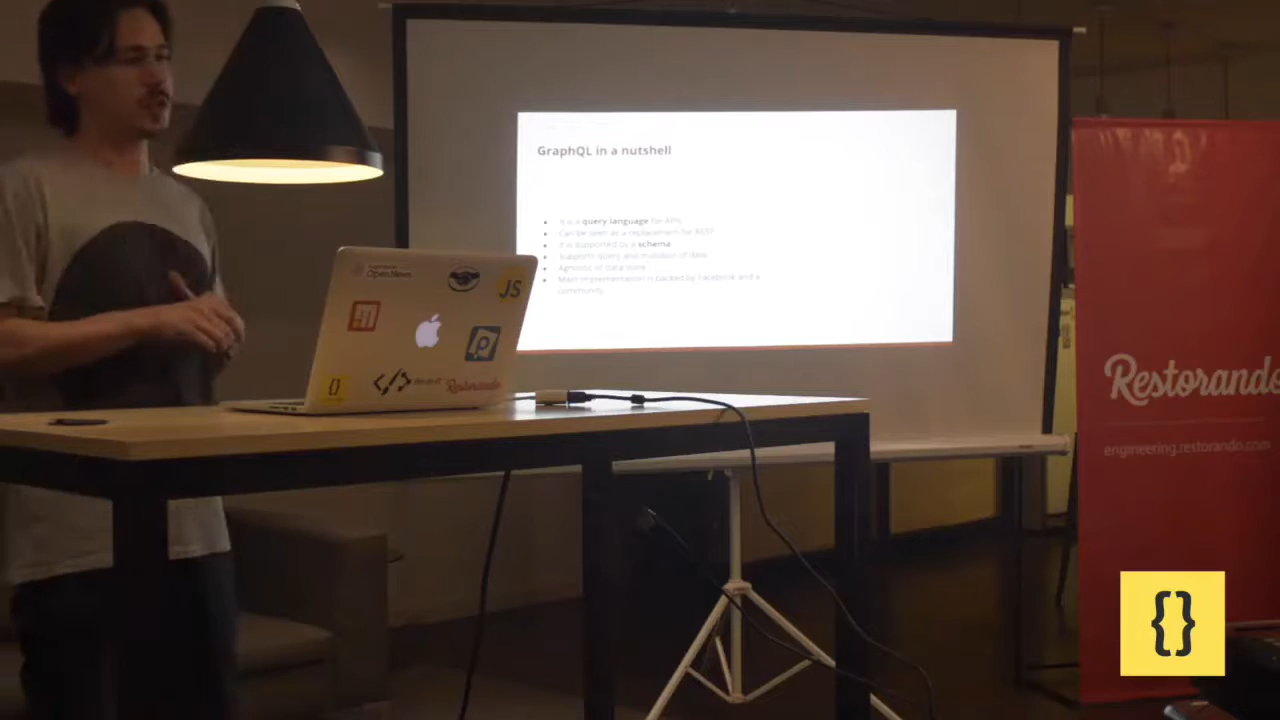 GraphQL in a nutshell
It is a query language for APIs
Can be seen as a replacement for REST
It is supported by a schema
Supports query and mutation of data
Agnostic of data store
Main implementation is backed by Facebook and a
community
OpenNews
JS
{}
Restorando
Restorando
engineering.restorando.com
{}